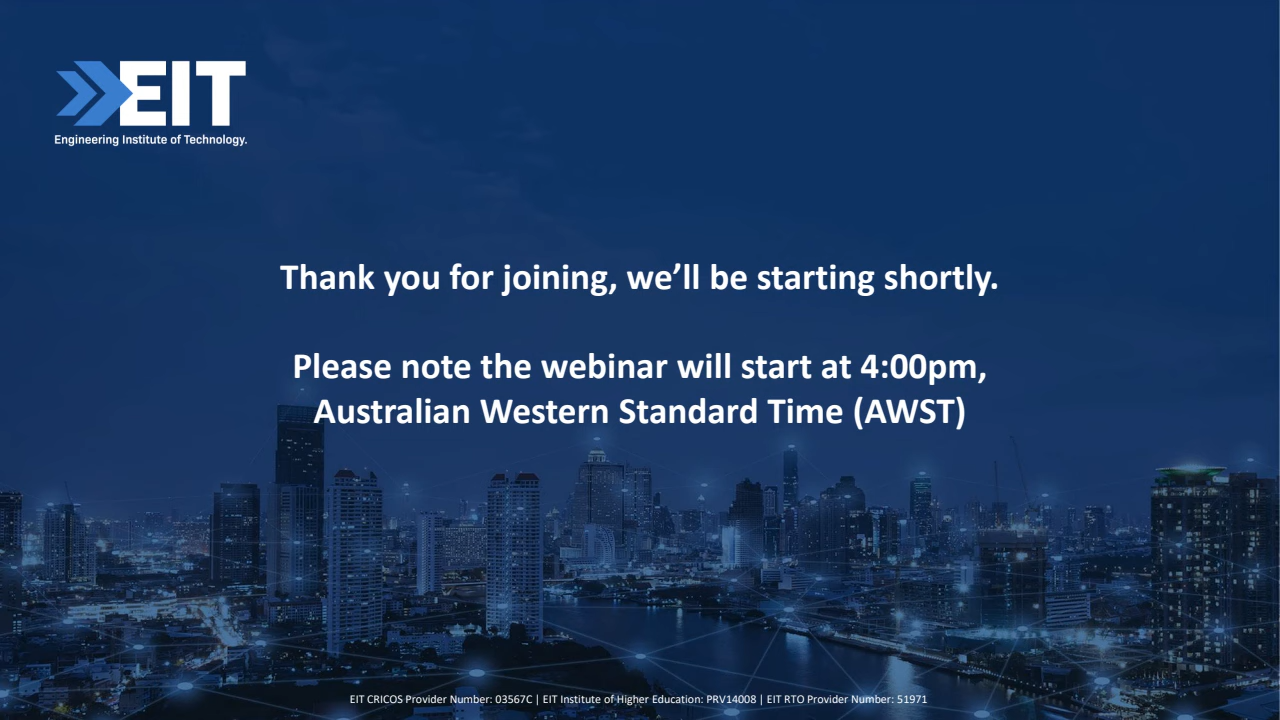 EIT
Engineering Institute of Technology.
Thank you for joining, we’ll be starting shortly.
Please note the webinar will start at 4:00pm,
Australian Western Standard Time (AWST)
EIT CRICOS Provider Number: 03567C | EIT Institute of Higher Education: PRV14008 | EIT RTO Provider Number: 51971